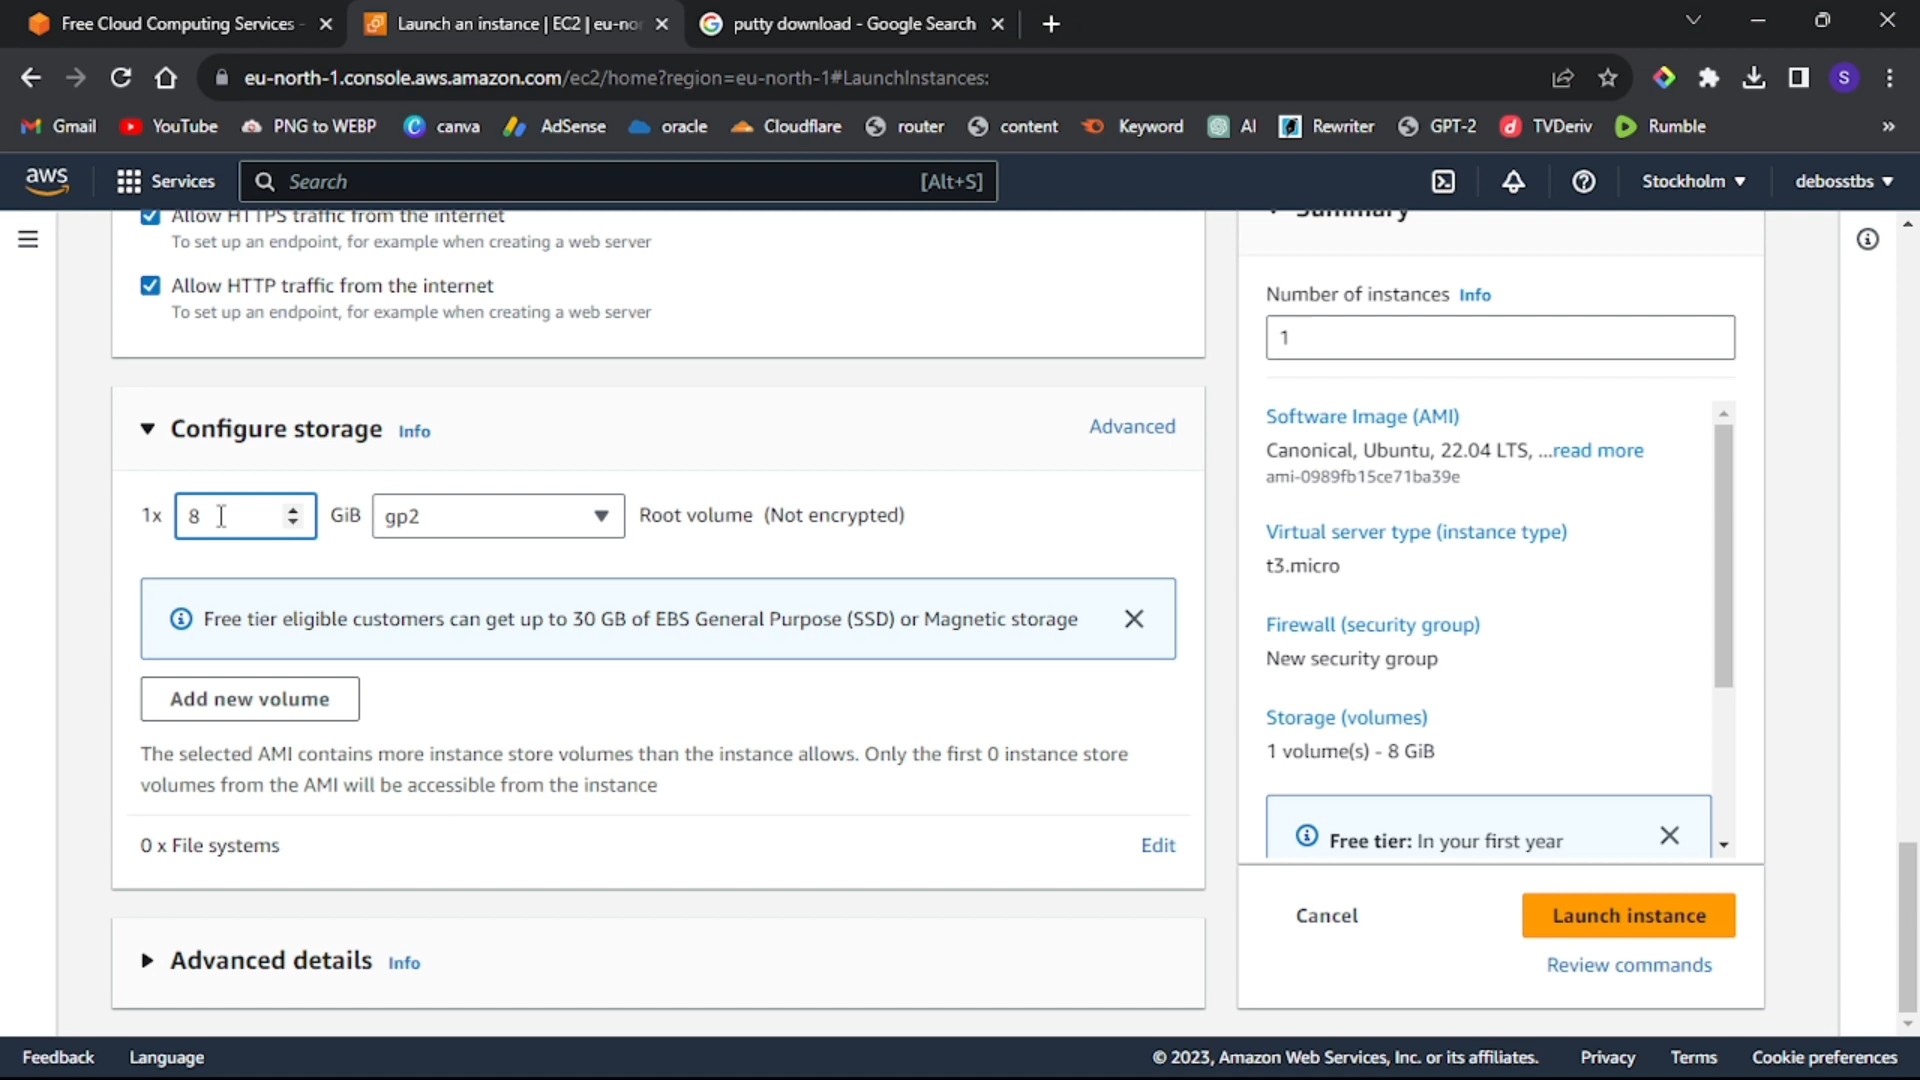 Free Cloud Computing Services -
Launch an instance | EC2 | eu-no
putty download - Google Search
eu-north-1.console.aws.amazon.com/ec2/home?region=eu-north-1#LaunchInstances:
S
Gmail
YouTube
PNG to WEBP
canva
AdSense
oracle
Cloudflare
router
content
Keyword
AI
Rewriter
GPT-2
TVDeriv
Rumble
»
aws
Services
Search
[Alt+S]
Stockholm
debosstbs
Allow HTTPS traffic from the internet
To set up an endpoint, for example when creating a web server
Allow HTTP traffic from the internet
To set up an endpoint, for example when creating a web server
Configure storage Info
Advanced
1x
8
GiB
gp2
Root volume (Not encrypted)
Free tier eligible customers can get up to 30 GB of EBS General Purpose (SSD) or Magnetic storage
Add new volume
The selected AMI contains more instance store volumes than the instance allows. Only the first 0 instance store
volumes from the AMI will be accessible from the instance
0 x File systems
Edit
Advanced details Info
Summary
Number of instances Info
1
Software Image (AMI)
Canonical, Ubuntu, 22.04 LTS, ...read more
ami-0989fb15ce71ba39e
Virtual server type (instance type)
t3.micro
Firewall (security group)
New security group
Storage (volumes)
1 volume(s) - 8 GiB
Free tier: In your first year
Cancel
Launch instance
Review commands
Feedback
Language
© 2023, Amazon Web Services, Inc. or its affiliates.
Privacy
Terms
Cookie preferences